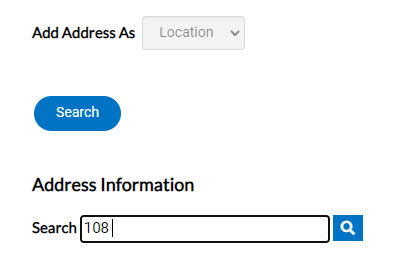 Add Address As Location
Search
Address Information
Search 108